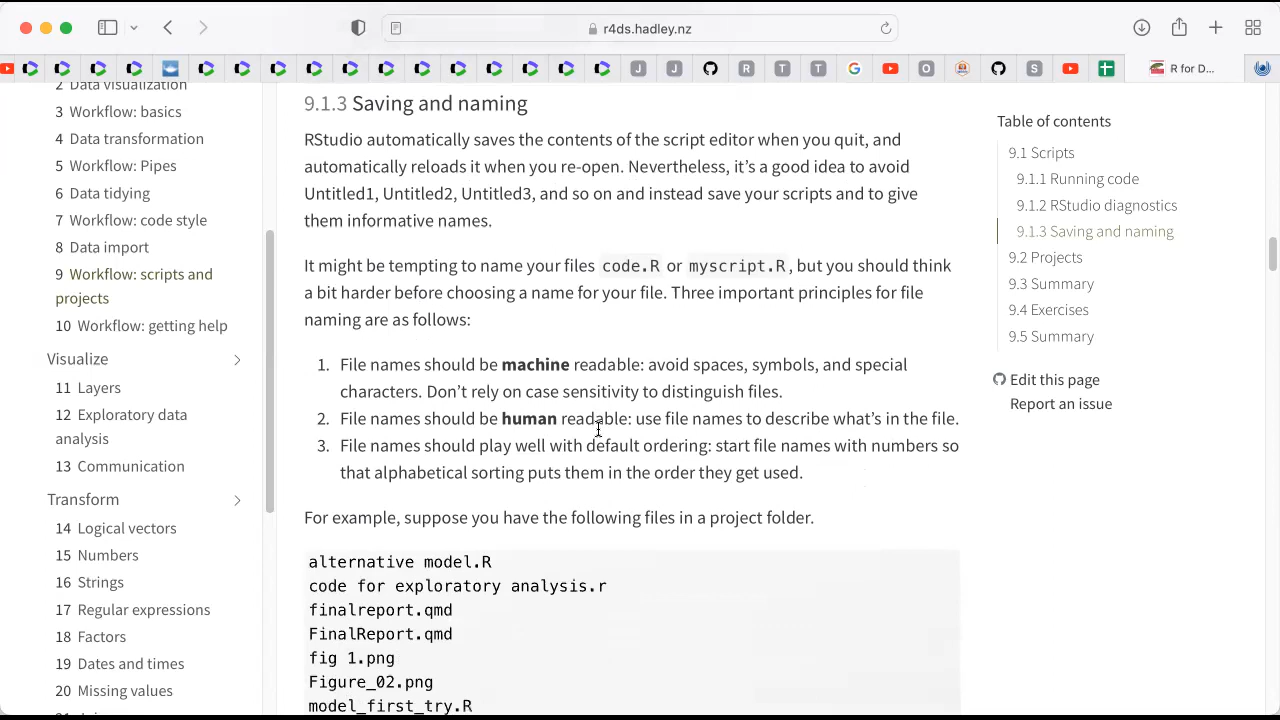 r4ds.hadley.nz
R for D...
2 Data visualization
3 Workflow: basics
4 Data transformation
5 Workflow: Pipes
6 Data tidying
7 Workflow: code style
8 Data import
9 Workflow: scripts and
projects
10 Workflow: getting help
Visualize
11 Layers
12 Exploratory data
analysis
13 Communication
Transform
14 Logical vectors
15 Numbers
16 Strings
17 Regular expressions
18 Factors
19 Dates and times
20 Missing values
9.1.3 Saving and naming
RStudio automatically saves the contents of the script editor when you quit, and
automatically reloads it when you re-open. Nevertheless, it's a good idea to avoid
Untitled1, Untitled2, Untitled3, and so on and instead save your scripts and to give
them informative names.
It might be tempting to name your files code.R or myscript.R, but you should think
a bit harder before choosing a name for your file. Three important principles for file
naming are as follows:
1. File names should be machine readable: avoid spaces, symbols, and special
characters. Don't rely on case sensitivity to distinguish files.
2. File names should be human readable: use file names to describe what's in the file.
3. File names should play well with default ordering: start file names with numbers so
that alphabetical sorting puts them in the order they get used.
For example, suppose you have the following files in a project folder.
alternative model.R
code for exploratory analysis.r
finalreport.qmd
FinalReport.qmd
fig 1.png
Figure_02.png
model_first_try.R
Table of contents
9.1 Scripts
9.1.1 Running code
9.1.2 RStudio diagnostics
9.1.3 Saving and naming
9.2 Projects
9.3 Summary
9.4 Exercises
9.5 Summary
Edit this page
Report an issue